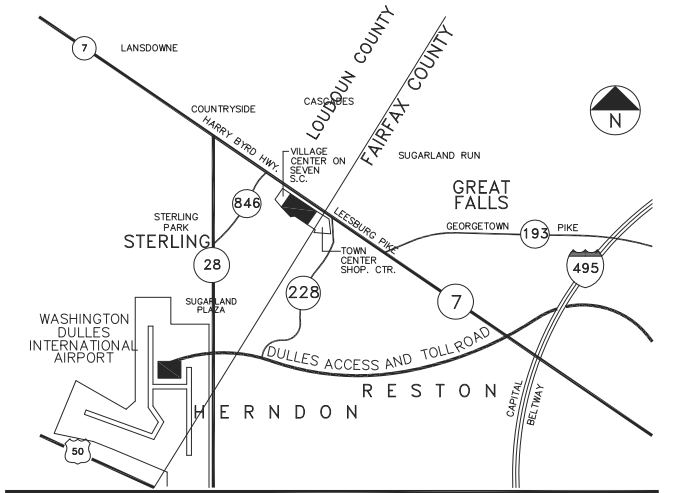 7
LANSDOWNE
LOUDOUN COUNTY
FAIRFAX COUNTY
COUNTRYSIDE
CASCADES
HARRY BYRD HWY.
N
VILLAGE
CENTER ON
SEVEN
S.C.
SUGARLAND RUN
GREAT
FALLS
846
LEESBURG PIKE
GEORGETOWN
193
PIKE
STERLING
PARK
STERLING
TOWN
CENTER
SHOP. CTR.
28
495
228
7
SUGARLAND
PLAZA
WASHINGTON
DULLES
INTERNATIONAL
AIRPORT
DULLES ACCESS AND TOLL ROAD
RESTON
CAPITAL
BELTWAY
HERNDON
50